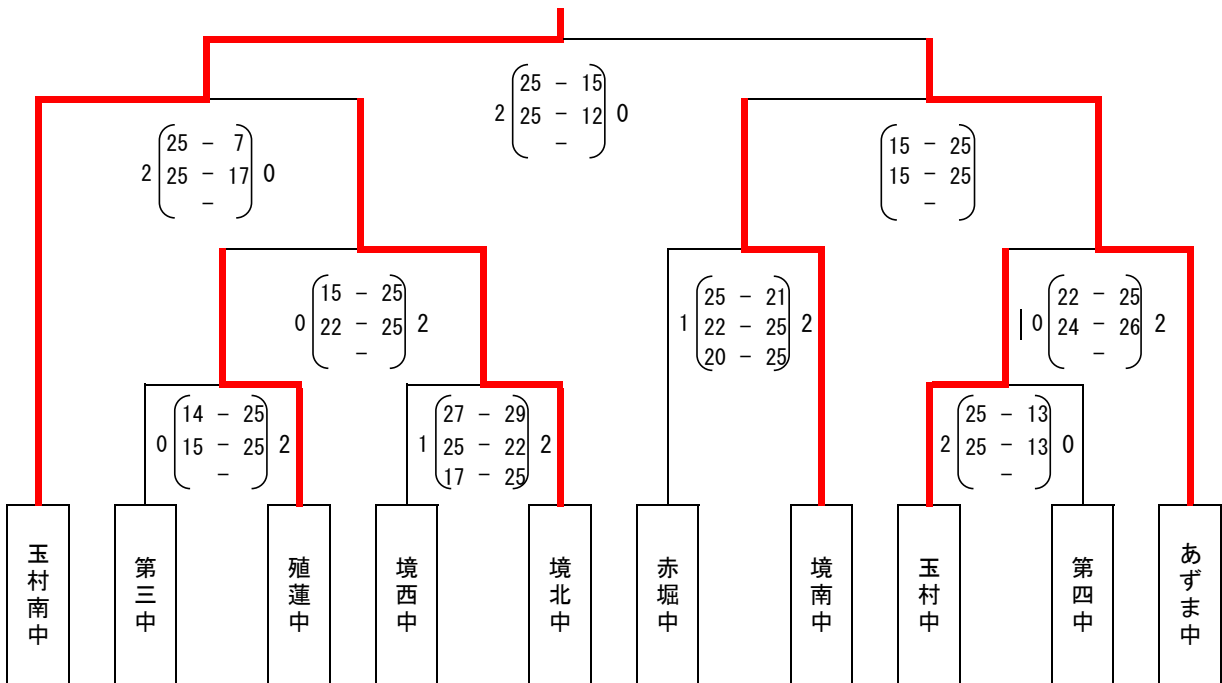 25 － 15
2 25 － 12 0
－
25 － 7
2 25 － 17 0
－
15 － 25
15 － 25
－
15 － 25
0 22 － 25 2
－
25 － 21
1 22 － 25 2
20 － 25
22 － 25
0 24 － 26 2
－
14 － 25
0 15 － 25 2
－
27 － 29
1 25 － 22 2
17 － 25
25 － 13
2 25 － 13 0
－
玉村南中
第三中
殖蓮中
境西中
境北中
赤堀中
境南中
玉村中
第四中
あずま中